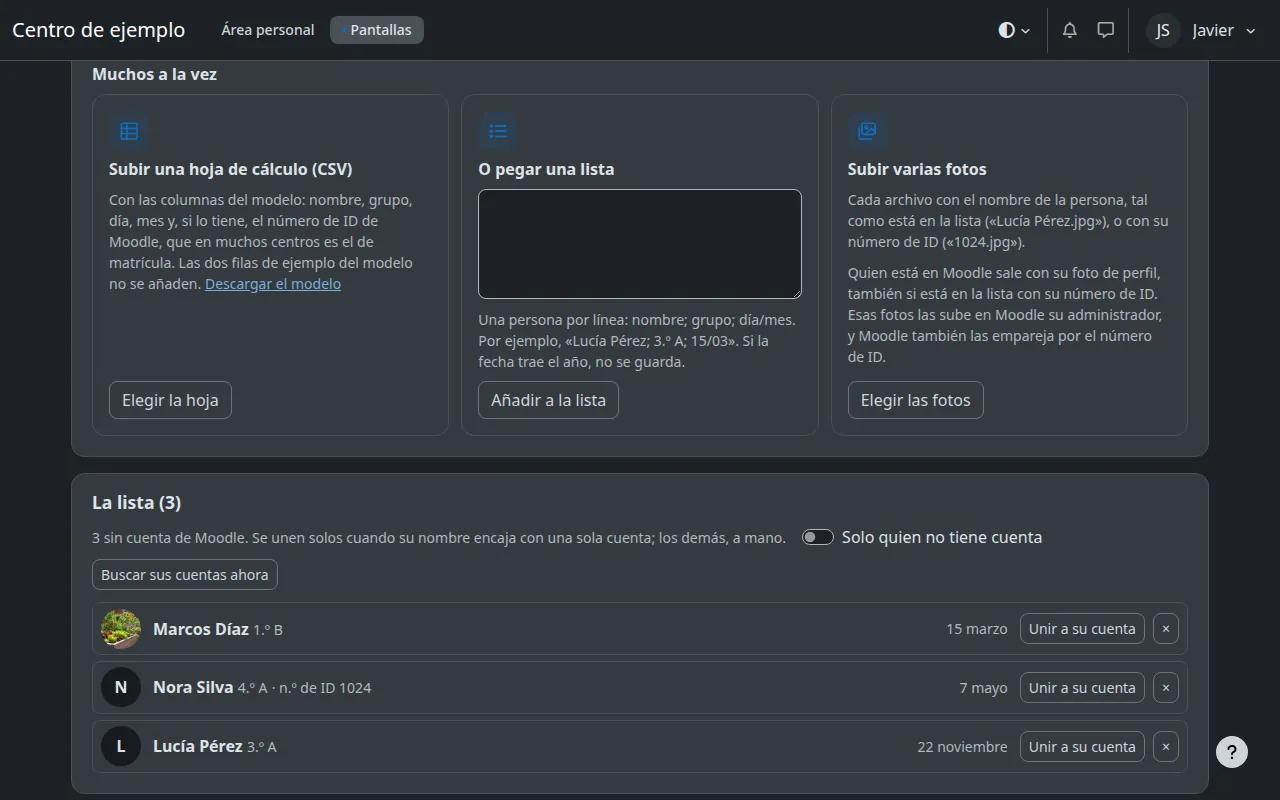 Centro de ejemplo
Área personal
Pantallas
JS
Javier
Muchos a la vez
Subir una hoja de cálculo (CSV)
Con las columnas del modelo: nombre, grupo,
día, mes y, si lo tiene, el número de ID de
Moodle, que en muchos centros es el de
matrícula. Las dos filas de ejemplo del modelo
no se añaden. Descargar el modelo
Elegir la hoja
O pegar una lista
Una persona por línea: nombre; grupo; día/mes.
Por ejemplo, «Lucía Pérez; 3.º A; 15/03». Si la
fecha trae el año, no se guarda.
Añadir a la lista
Subir varias fotos
Cada archivo con el nombre de la persona, tal
como está en la lista («Lucía Pérez.jpg»), o con su
número de ID («1024.jpg»).
Quien está en Moodle sale con su foto de perfil,
también si está en la lista con su número de ID.
Esas fotos las sube en Moodle su administrador,
y Moodle también las empareja por el número
de ID.
Elegir las fotos
La lista (3)
3 sin cuenta de Moodle. Se unen solos cuando su nombre encaja con una sola cuenta; los demás, a mano.
Solo quien no tiene cuenta
Buscar sus cuentas ahora
Marcos Díaz 1.º B
15 marzo
Unir a su cuenta
×
N
Nora Silva 4.º A · n.º de ID 1024
7 mayo
Unir a su cuenta
×
L
Lucía Pérez 3.º A
22 noviembre
Unir a su cuenta
×
?